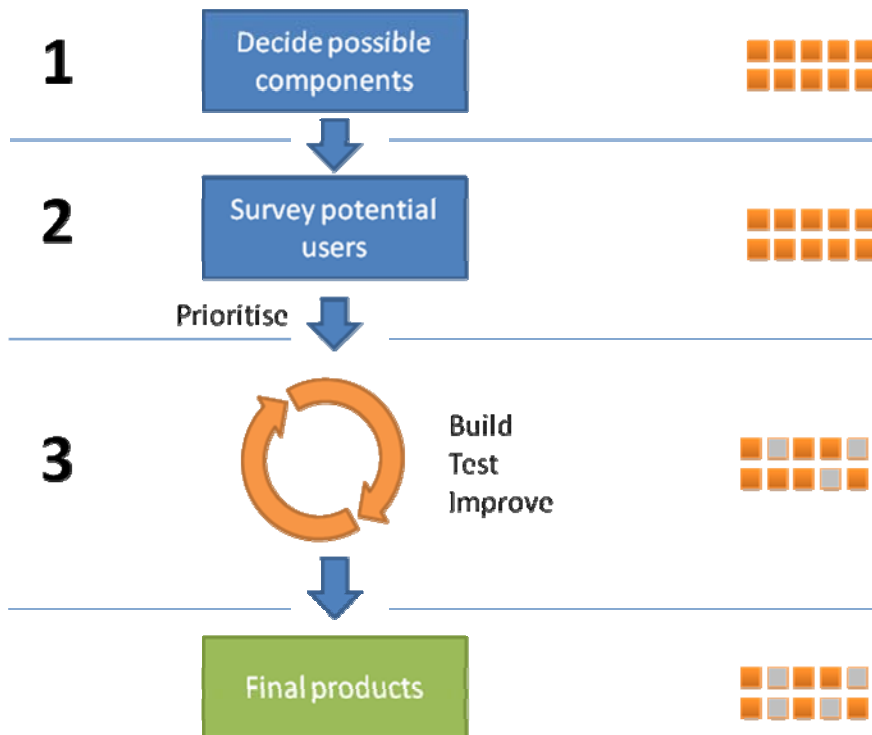 1
Decide possible
components
2
Survey potential
users
Prioritise
3
Build
Test
Improve
Final products